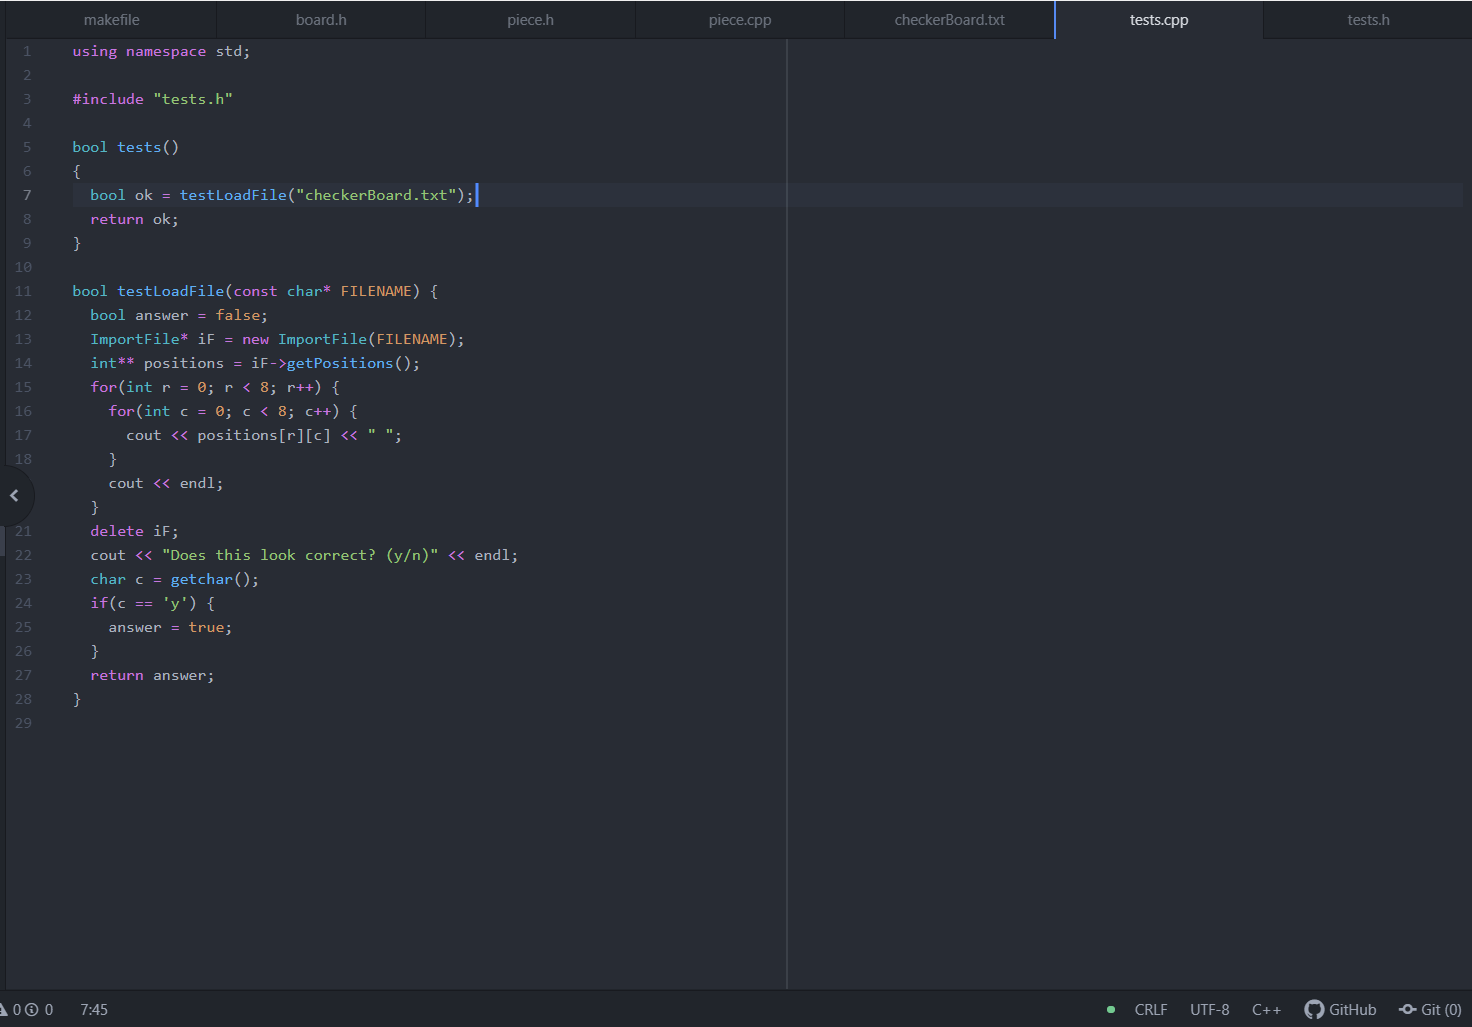 makefile board.h piece.h piece.cpp checkerBoard.txt tests.cpp tests.h
1 using namespace std;
2
3 #include "tests.h"
4
5 bool tests()
6 {
7 bool ok = testLoadFile("checkerBoard.txt");
8 return ok;
9 }
10
11 bool testLoadFile(const char* FILENAME) {
12 bool answer = false;
13 ImportFile* iF = new ImportFile(FILENAME);
14 int** positions = iF->getPositions();
15 for(int r = 0; r < 8; r++) {
16 for(int c = 0; c < 8; c++) {
17 cout << positions[r][c] << " ";
18 }
cout << endl;
}
21 delete iF;
22 cout << "Does this look correct? (y/n)" << endl;
23 char c = getchar();
24 if(c == 'y') {
25 answer = true;
26 }
27 return answer;
28 }
29
0 0 7:45 CRLF UTF-8 C++ GitHub Git (0)